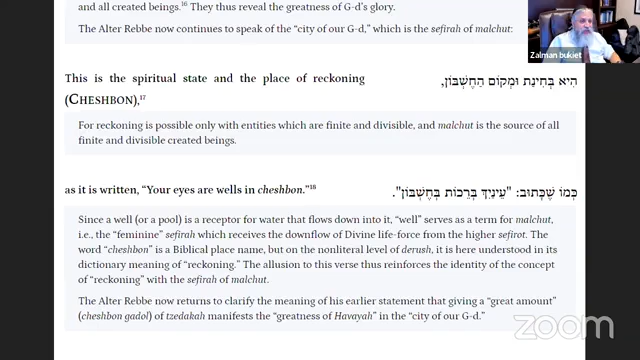 and all created beings.16 They thus reveal the greatness of G-d's glory.
The Alter Rebbe now continues to speak of the "city of our G-d," which is the sefirah of malchut:
This is the spiritual state and the place of reckoning
(CHESHBON),17
הִיא בְּחִינַת וּמְקוֹם הַחֶשְׁבּוֹן,
For reckoning is possible only with entities which are finite and divisible, and malchut is the source of all
finite and divisible created beings.
as it is written, "Your eyes are wells in cheshbon."18
כְּמוֹ שֶׁכָּתוּב: "עֵינַיִךְ בְּרֵכוֹת בְּחֶשְׁבּוֹן".
Since a well (or a pool) is a receptor for water that flows down into it, "well" serves as a term for malchut,
i.e., the "feminine" sefirah which receives the downflow of Divine life-force from the higher sefirot.
The word "cheshbon" is a Biblical place name, but on the nonliteral level of derush, it is here understood in its
dictionary meaning of "reckoning." The allusion to this verse thus reinforces the identity of the concept
of "reckoning" with the sefirah of malchut.
The Alter Rebbe now returns to clarify the meaning of his earlier statement that giving a "great amount"
(cheshbon gadol) of tzedakah manifests the "greatness of Havayah" in the "city of our G-d."
Zalman bukiet
zoom